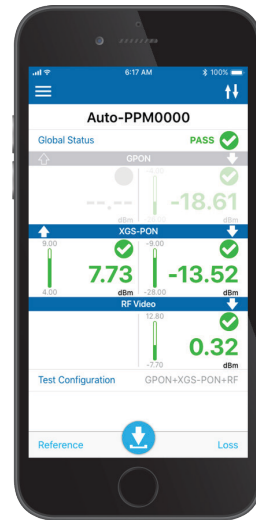 6:17 AM
100%
Auto-PPM0000
Global Status
PASS
GPON
--.--
-18.61
dBm
dBm
XGS-PON
9.00
-9.00
7.73
-13.52
4.00
dBm
-28.00
dBm
RF Video
12.80
0.32
-7.70
dBm
Test Configuration
GPON+XGS-PON+RF
Reference
Loss